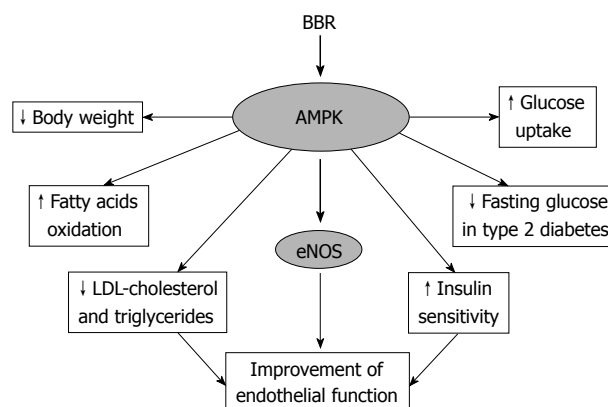 BBR
AMPK
↓ Body weight
↑ Glucose
uptake
↑ Fatty acids
oxidation
↓ Fasting glucose
in type 2 diabetes
eNOS
↓ LDL-cholesterol
and triglycerides
↑ Insulin
sensitivity
Improvement of
endothelial function